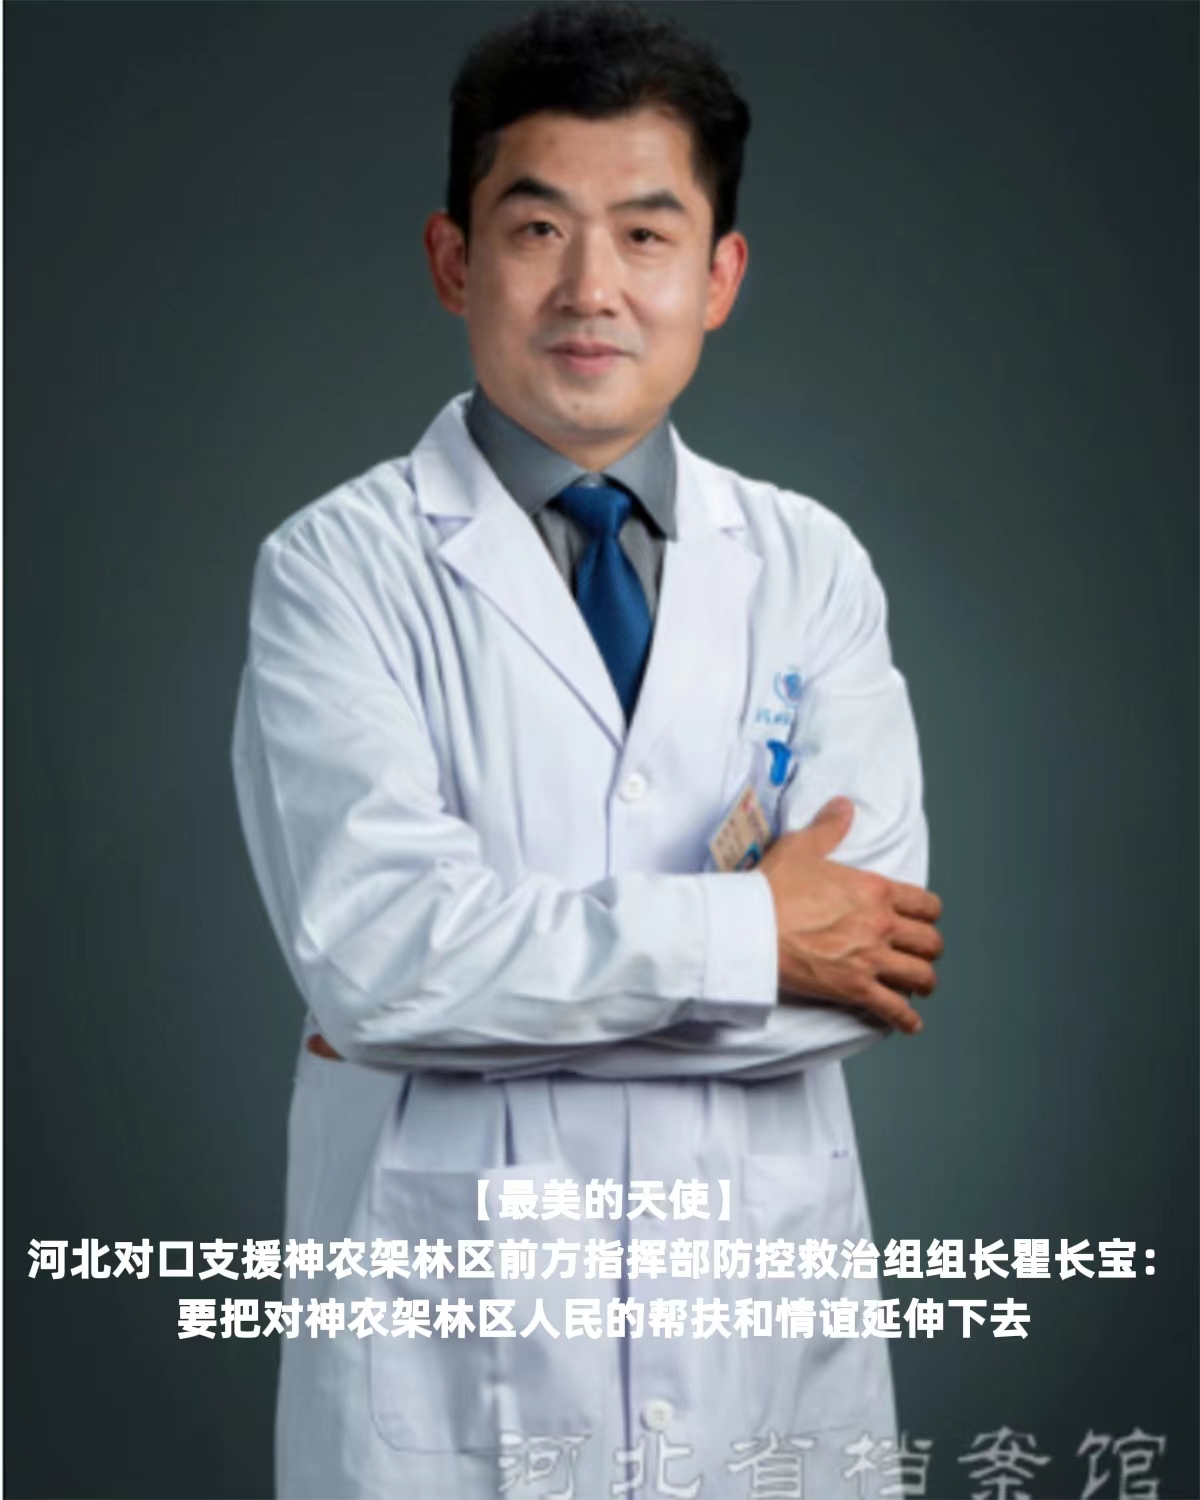 【最美的天使】
河北对口支援神农架林区前方指挥部防控救治组组长瞿长宝：
要把对神农架林区人民的帮扶和情谊延伸下去
河北省档案馆